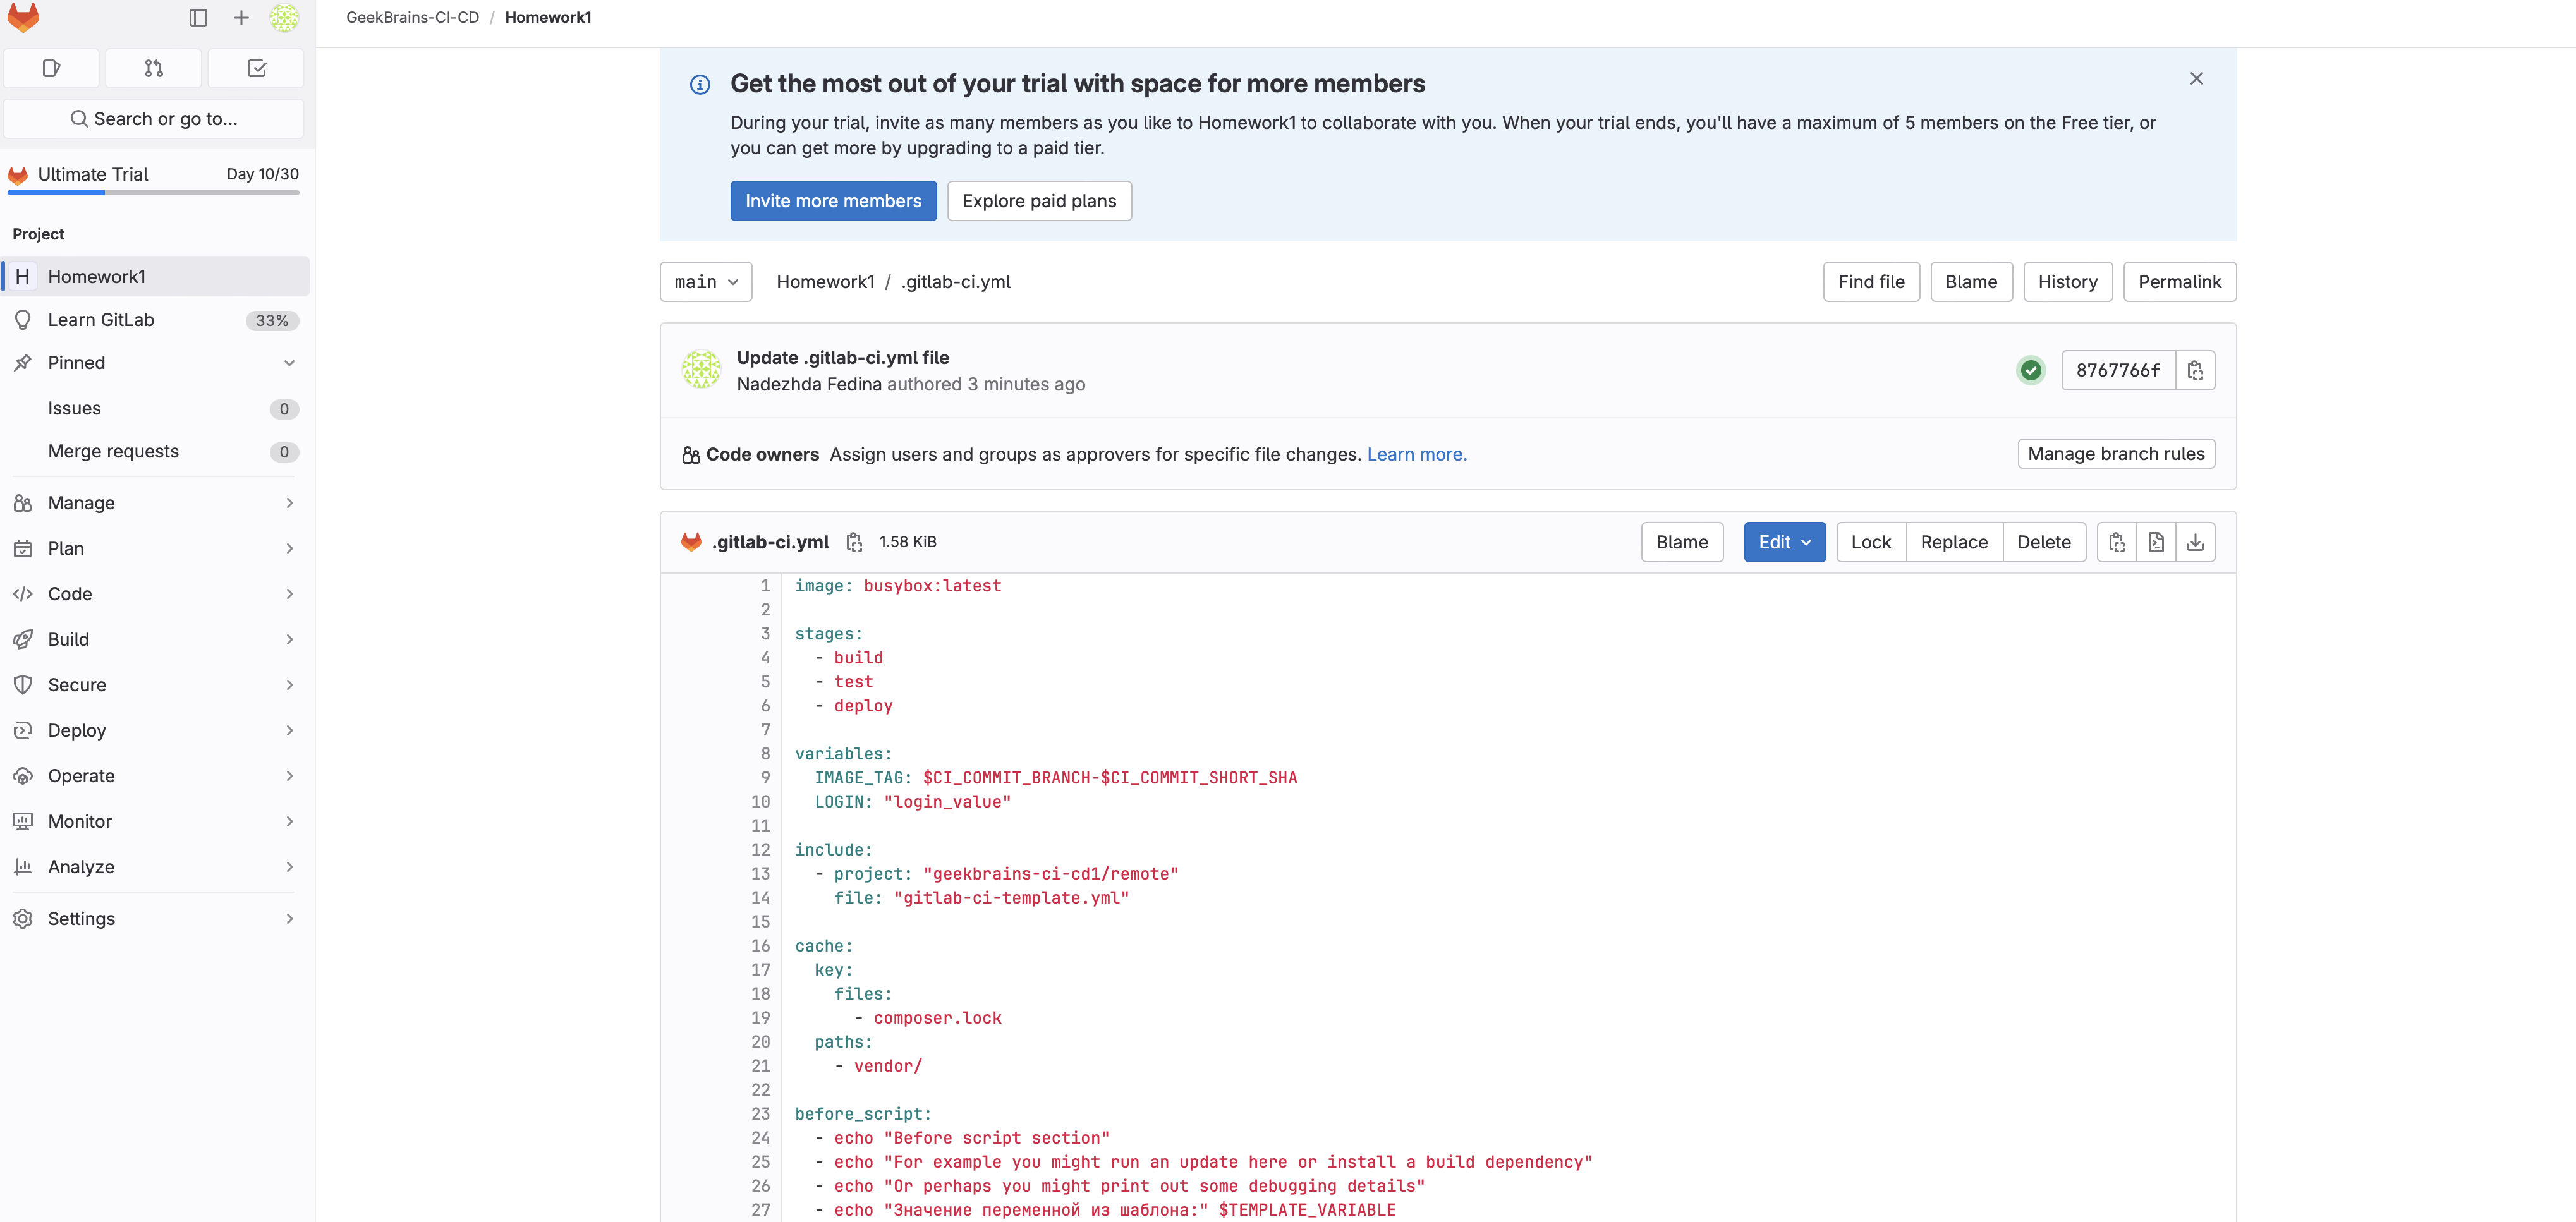 GeekBrains-CI-CD / Homework1
Search or go to...
Ultimate Trial Day 10/30
Project
H Homework1
Learn GitLab 33%
Pinned
Issues 0
Merge requests 0
Manage
Plan
Code
Build
Secure
Deploy
Operate
Monitor
Analyze
Settings
Get the most out of your trial with space for more members
During your trial, invite as many members as you like to Homework1 to collaborate with you. When your trial ends, you'll have a maximum of 5 members on the Free tier, or
you can get more by upgrading to a paid tier.
Invite more members Explore paid plans
main Homework1 / .gitlab-ci.yml Find file Blame History Permalink
Update .gitlab-ci.yml file
Nadezhda Fedina authored 3 minutes ago
8767766f
Code owners Assign users and groups as approvers for specific file changes. Learn more. Manage branch rules
.gitlab-ci.yml 1.58 KiB Blame Edit Lock Replace Delete
1 image: busybox:latest
2
3 stages:
4   - build
5   - test
6   - deploy
7
8 variables:
9   IMAGE_TAG: $CI_COMMIT_BRANCH-$CI_COMMIT_SHORT_SHA
10   LOGIN: "login_value"
11
12 include:
13   - project: "geekbrains-ci-cd1/remote"
14     file: "gitlab-ci-template.yml"
15
16 cache:
17   key:
18     files:
19       - composer.lock
20   paths:
21     - vendor/
22
23 before_script:
24   - echo "Before script section"
25   - echo "For example you might run an update here or install a build dependency"
26   - echo "Or perhaps you might print out some debugging details"
27   - echo "Значение переменной из шаблона:" $TEMPLATE_VARIABLE